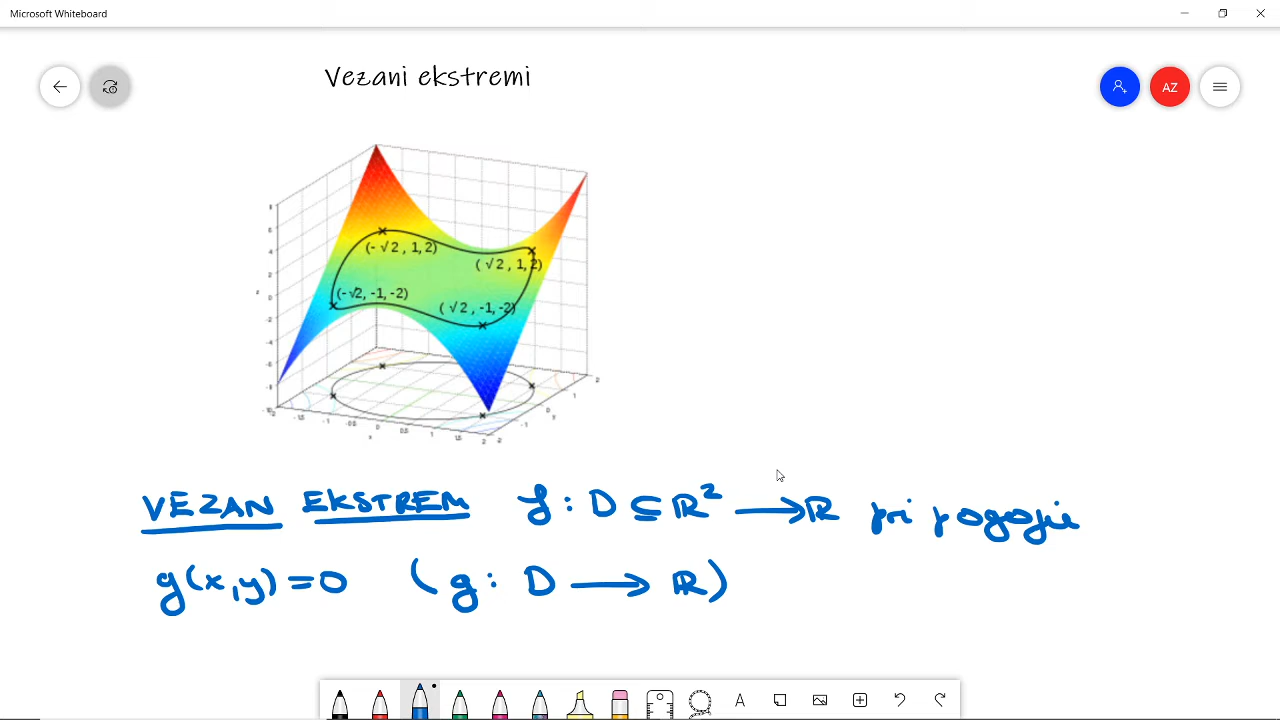 Microsoft Whiteboard
Vezani ekstremi
AZ
(-√2, 1, 2)
(√2, 1, 2)
(-√2, -1, -2)
(√2, -1, -2)
VEZAN EKSTREM f: D ⊆ ℝ² → ℝ pri pogoju
g(x,y) = 0 (g: D → ℝ)
A